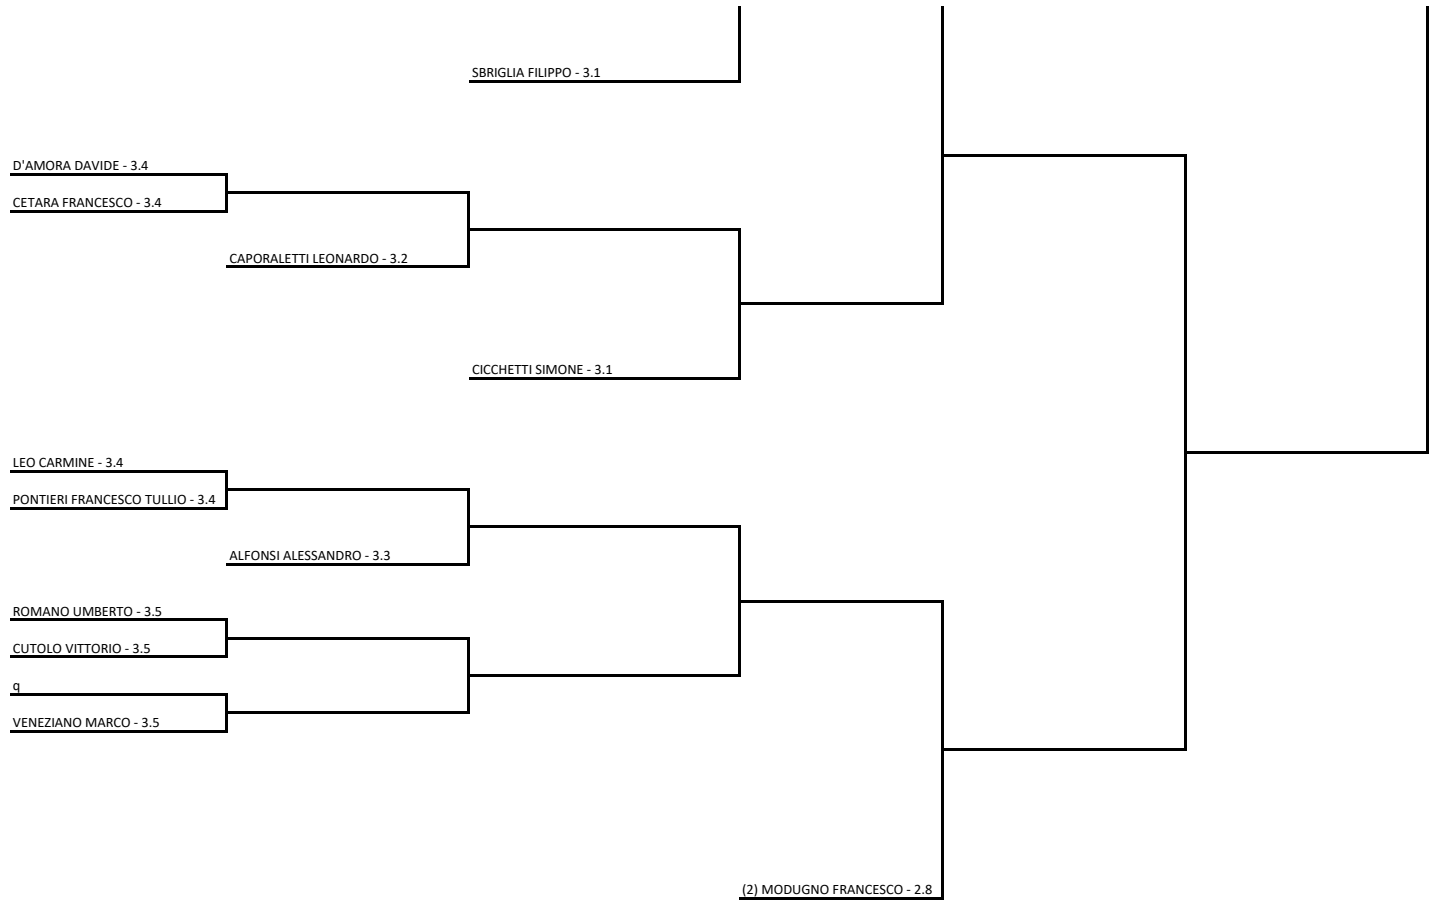 SBRIGLIA FILIPPO - 3.1
D'AMORA DAVIDE - 3.4
CETARA FRANCESCO - 3.4
CAPORALETTI LEONARDO - 3.2
CICCHETTI SIMONE - 3.1
LEO CARMINE - 3.4
PONTIERI FRANCESCO TULLIO - 3.4
ALFONSI ALESSANDRO - 3.3
ROMANO UMBERTO - 3.5
CUTOLO VITTORIO - 3.5
q
VENEZIANO MARCO - 3.5
(2) MODUGNO FRANCESCO - 2.8